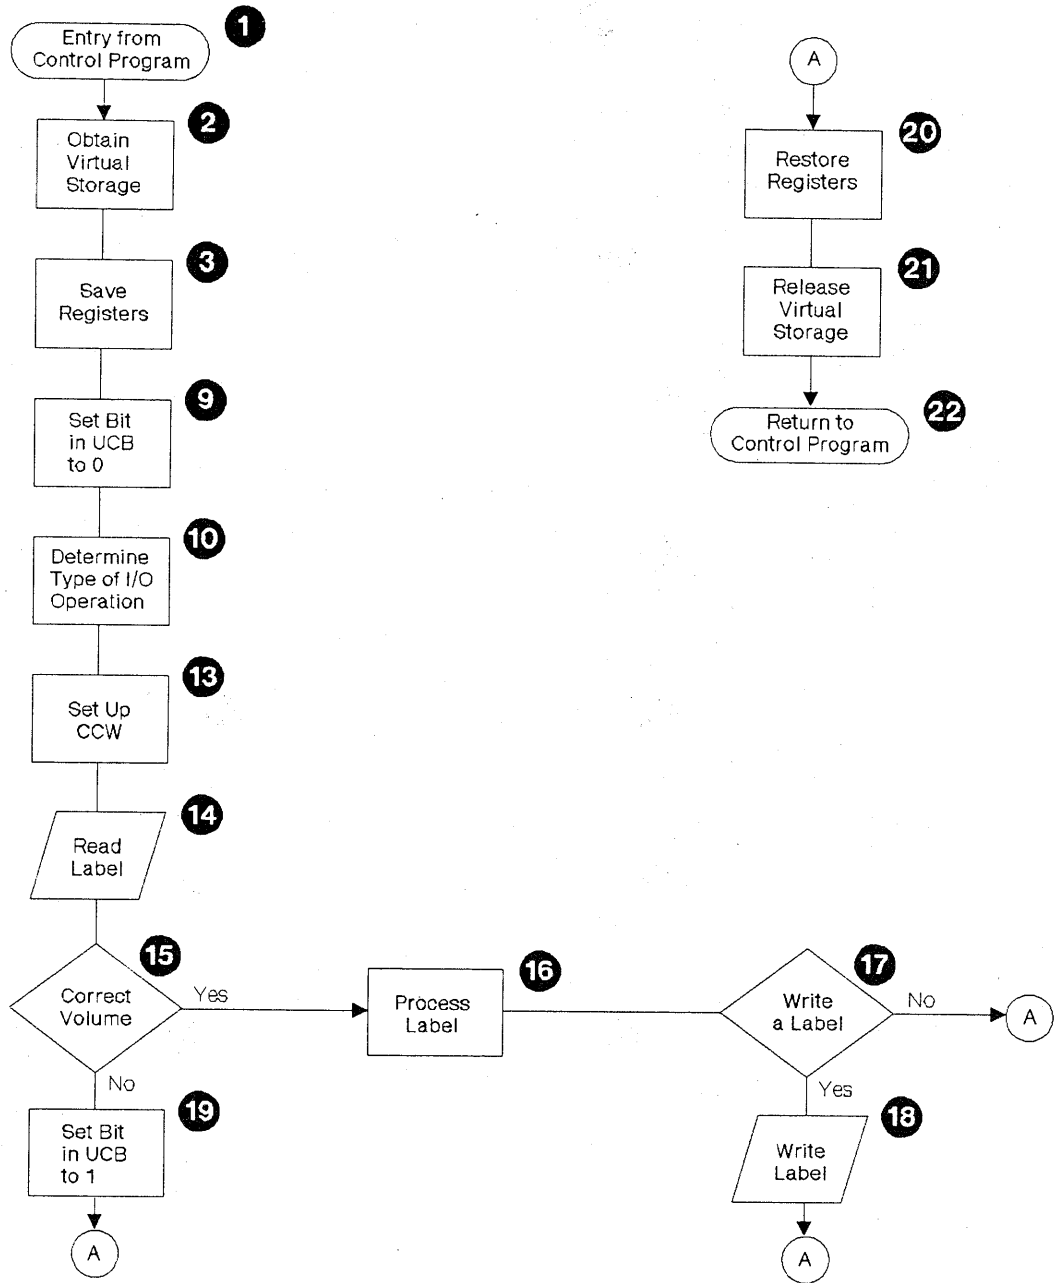 1
Entry from
Control Program
2
Obtain
Virtual
Storage
3
Save
Registers
9
Set Bit
in UCB
to 0
10
Determine
Type of I/O
Operation
13
Set Up
CCW
14
Read
Label
15
Correct
Volume
Yes
No
16
Process
Label
17
Write
a Label
No
A
Yes
18
Write
Label
A
19
Set Bit
in UCB
to 1
A
A
20
Restore
Registers
21
Release
Virtual
Storage
22
Return to
Control Program